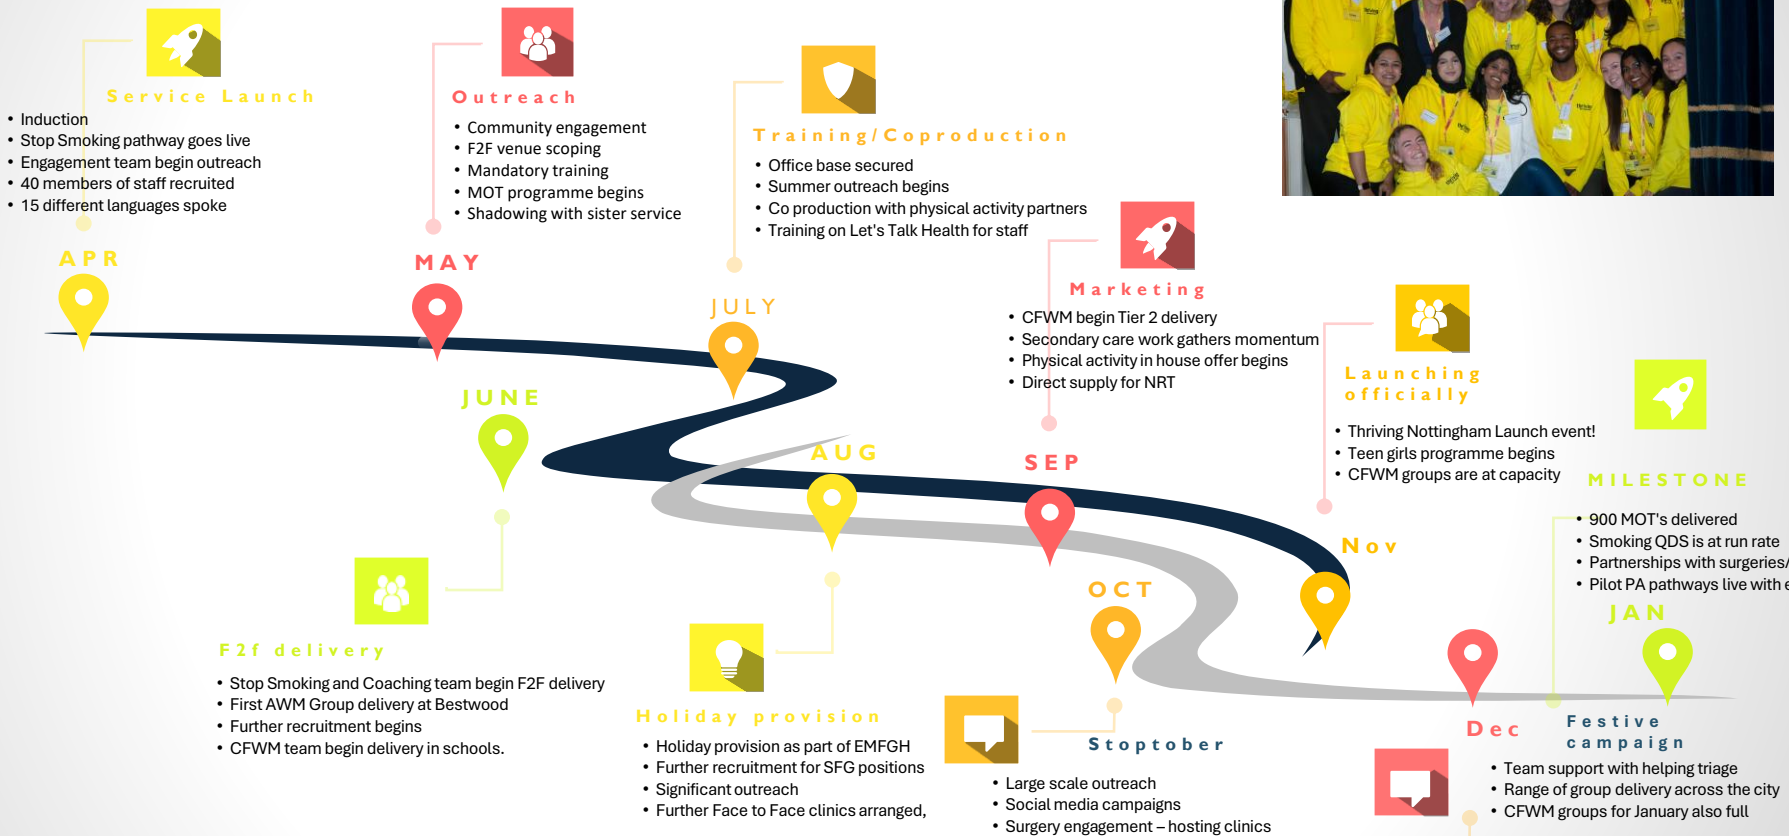 Service Launch
• Induction
• Stop Smoking pathway goes live
• Engagement team begin outreach
• 40 members of staff recruited
• 15 different languages spoke
APR
Outreach
• Community engagement
• F2F venue scoping
• Mandatory training
• MOT programme begins
• Shadowing with sister service
MAY
JUNE
F2f delivery
• Stop Smoking and Coaching team begin F2F delivery
• First AWM Group delivery at Bestwood
• Further recruitment begins
• CFWM team begin delivery in schools.
Training/Coproduction
• Office base secured
• Summer outreach begins
• Co production with physical activity partners
• Training on Let's Talk Health for staff
JULY
AUG
Holiday provision
• Holiday provision as part of EMFGH
• Further recruitment for SFG positions
• Significant outreach
• Further Face to Face clinics arranged,
Marketing
• CFWM begin Tier 2 delivery
• Secondary care work gathers momentum
• Physical activity in house offer begins
• Direct supply for NRT
SEP
OCT
Stoptober
• Large scale outreach
• Social media campaigns
• Surgery engagement – hosting clinics
Launching
officially
• Thriving Nottingham Launch event!
• Teen girls programme begins
• CFWM groups are at capacity
Nov
Dec
Festive
campaign
• Team support with helping triage
• Range of group delivery across the city
• CFWM groups for January also full
MILESTONE
• 900 MOT's delivered
• Smoking QDS is at run rate
• Partnerships with surgeries/
• Pilot PA pathways live with
JAN